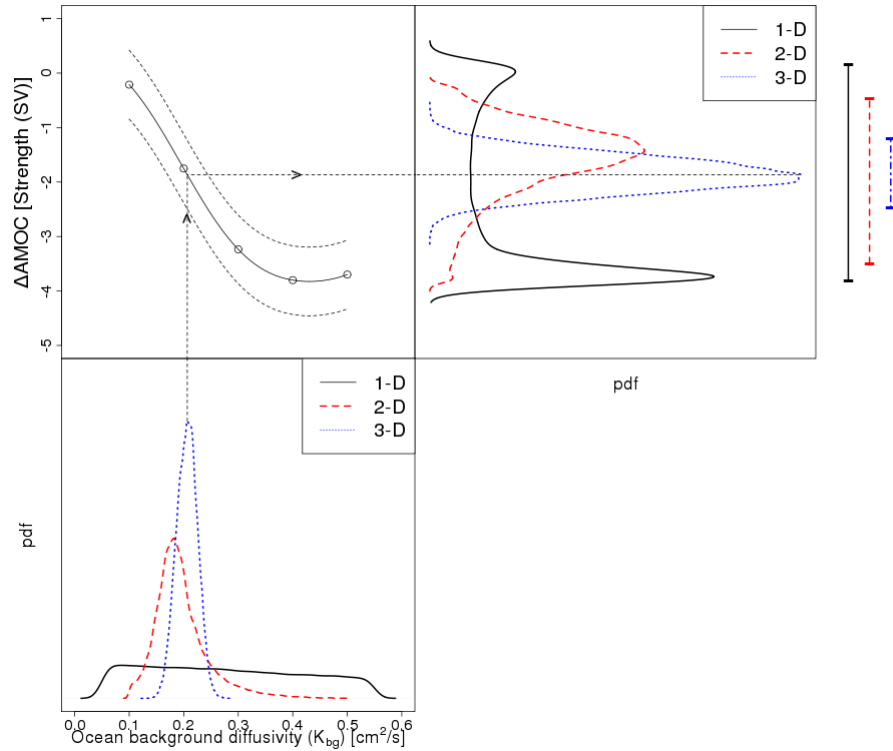 ΔAMOC [Strength (SV)]
1
0
-1
-2
-3
-4
-5
1-D
2-D
3-D
pdf
1-D
2-D
3-D
pdf
0.0 0.1 0.2 0.3 0.4 0.5 0.6
Ocean background diffusivity (K_bg) [cm²/s]